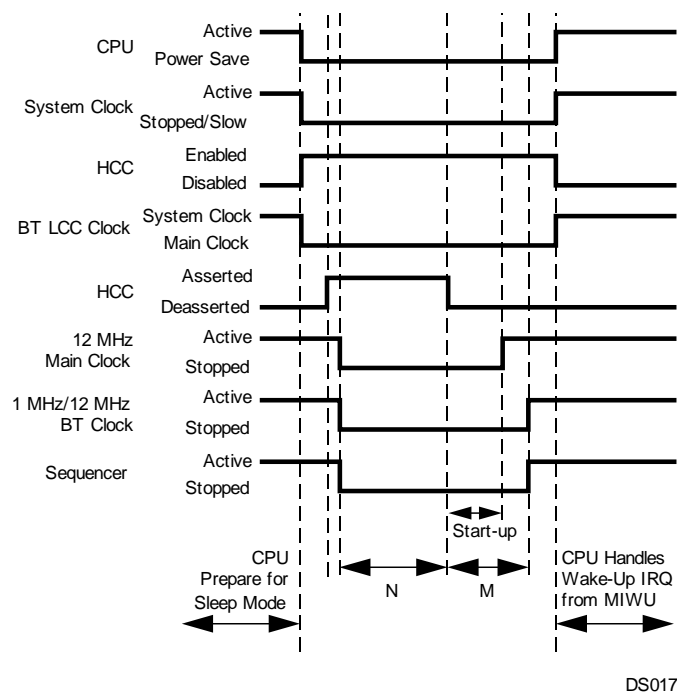 CPU
Active
Power Save
System Clock
Active
Stopped/Slow
HCC
Enabled
Disabled
BT LCC Clock
System Clock
Main Clock
HCC
Asserted
Deasserted
12 MHz
Main Clock
Active
Stopped
1 MHz/12 MHz
BT Clock
Active
Stopped
Sequencer
Active
Stopped
Start-up
CPU
Prepare for
Sleep Mode
N
M
CPU Handles
Wake-Up IRQ
from MIWU
DS017